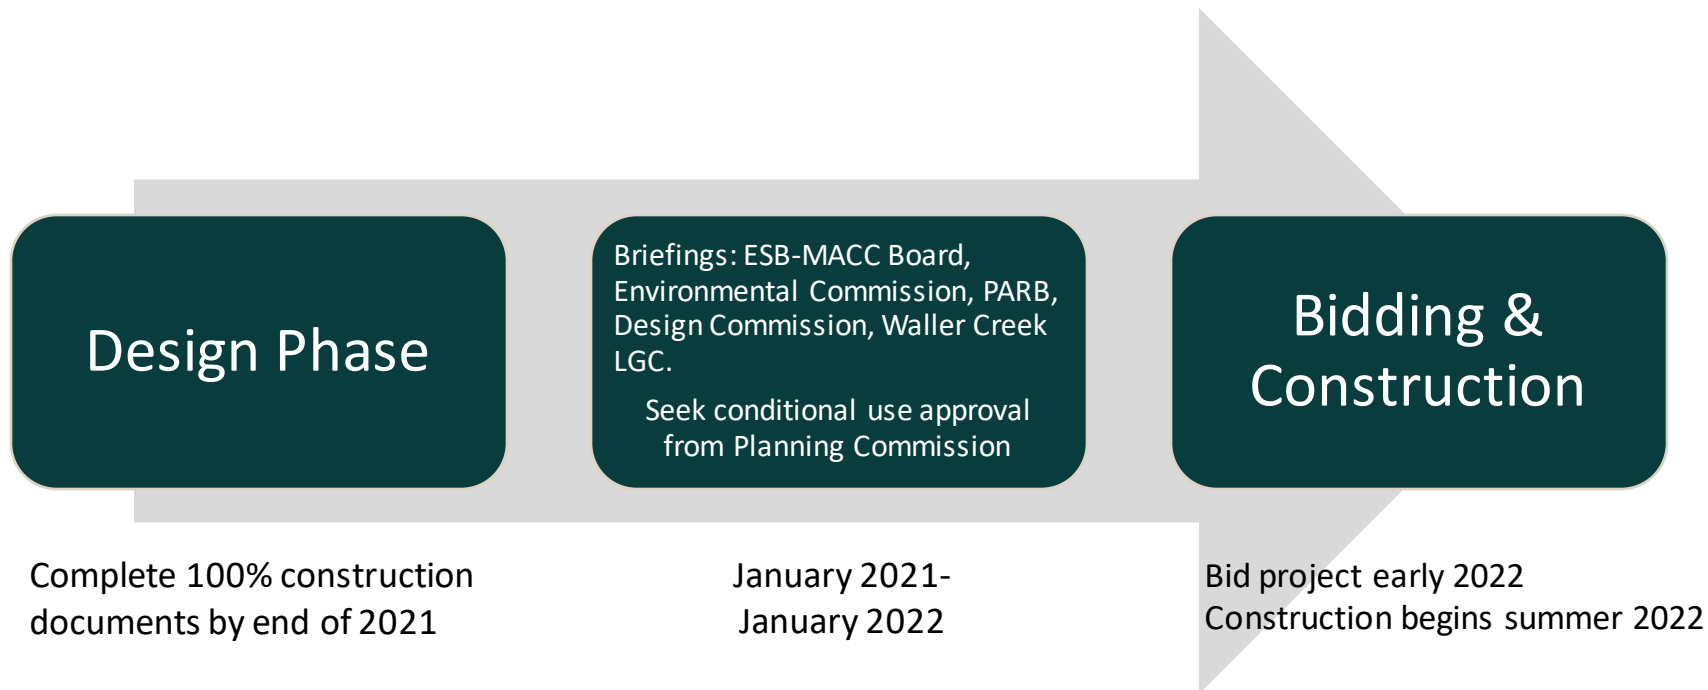 Design Phase
Briefings: ESB-MACC Board,
Environmental Commission, PARB,
Design Commission, Waller Creek
LGC.
Seek conditional use approval
from Planning Commission
Bidding &
Construction
Complete 100% construction
documents by end of 2021
January 2021-
January 2022
Bid project early 2022
Construction begins summer 2022